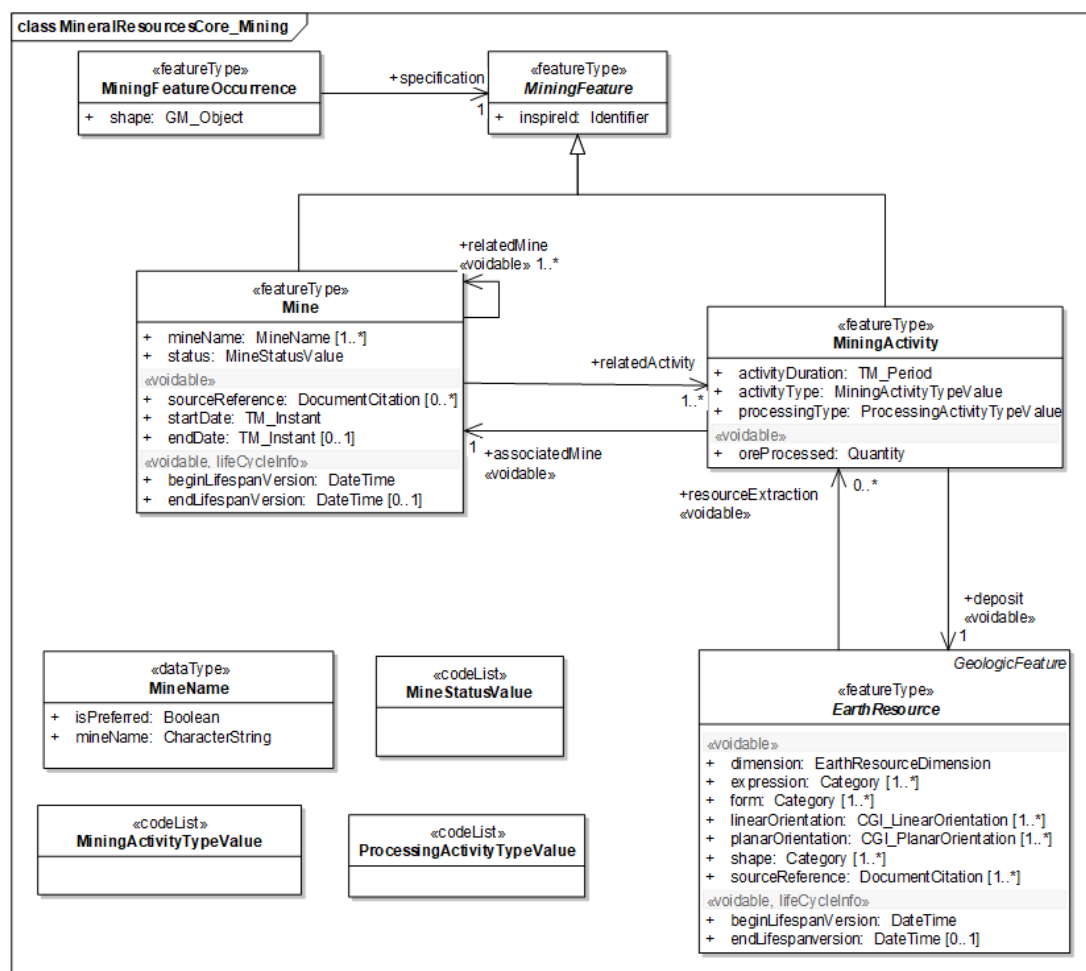 class MineralResourcesCore_Mining
«featureType»
MiningFeatureOccurrence
+ shape: GM_Object
+specification
1
«featureType»
MiningFeature
+ inspireId: Identifier
+relatedMine
«voidable» 1..*
«featureType»
Mine
+ mineName: MineName [1..*]
+ status: MineStatusValue
«voidable»
+ sourceReference: DocumentCitation [0..*]
+ startDate: TM_Instant
+ endDate: TM_Instant [0..1]
«voidable, lifeCycleInfo»
+ beginLifespanVersion: DateTime
+ endLifespanVersion: DateTime [0..1]
+relatedActivity
1..*
1
+associatedMine
«voidable»
«featureType»
MiningActivity
+ activityDuration: TM_Period
+ activityType: MiningActivityTypeValue
+ processingType: ProcessingActivityTypeValue
«voidable»
+ oreProcessed: Quantity
+resourceExtraction
«voidable»
0..*
+deposit
«voidable»
1
«dataType»
MineName
+ isPreferred: Boolean
+ mineName: CharacterString
«codeList»
MineStatusValue
«codeList»
MiningActivityTypeValue
«codeList»
ProcessingActivityTypeValue
GeologicFeature
«featureType»
EarthResource
«voidable»
+ dimension: EarthResourceDimension
+ expression: Category [1..*]
+ form: Category [1..*]
+ linearOrientation: CGI_LinearOrientation [1..*]
+ planarOrientation: CGI_PlanarOrientation [1..*]
+ shape: Category [1..*]
+ sourceReference: DocumentCitation [1..*]
«voidable, lifeCycleInfo»
+ beginLifespanVersion: DateTime
+ endLifespanversion: DateTime [0..1]